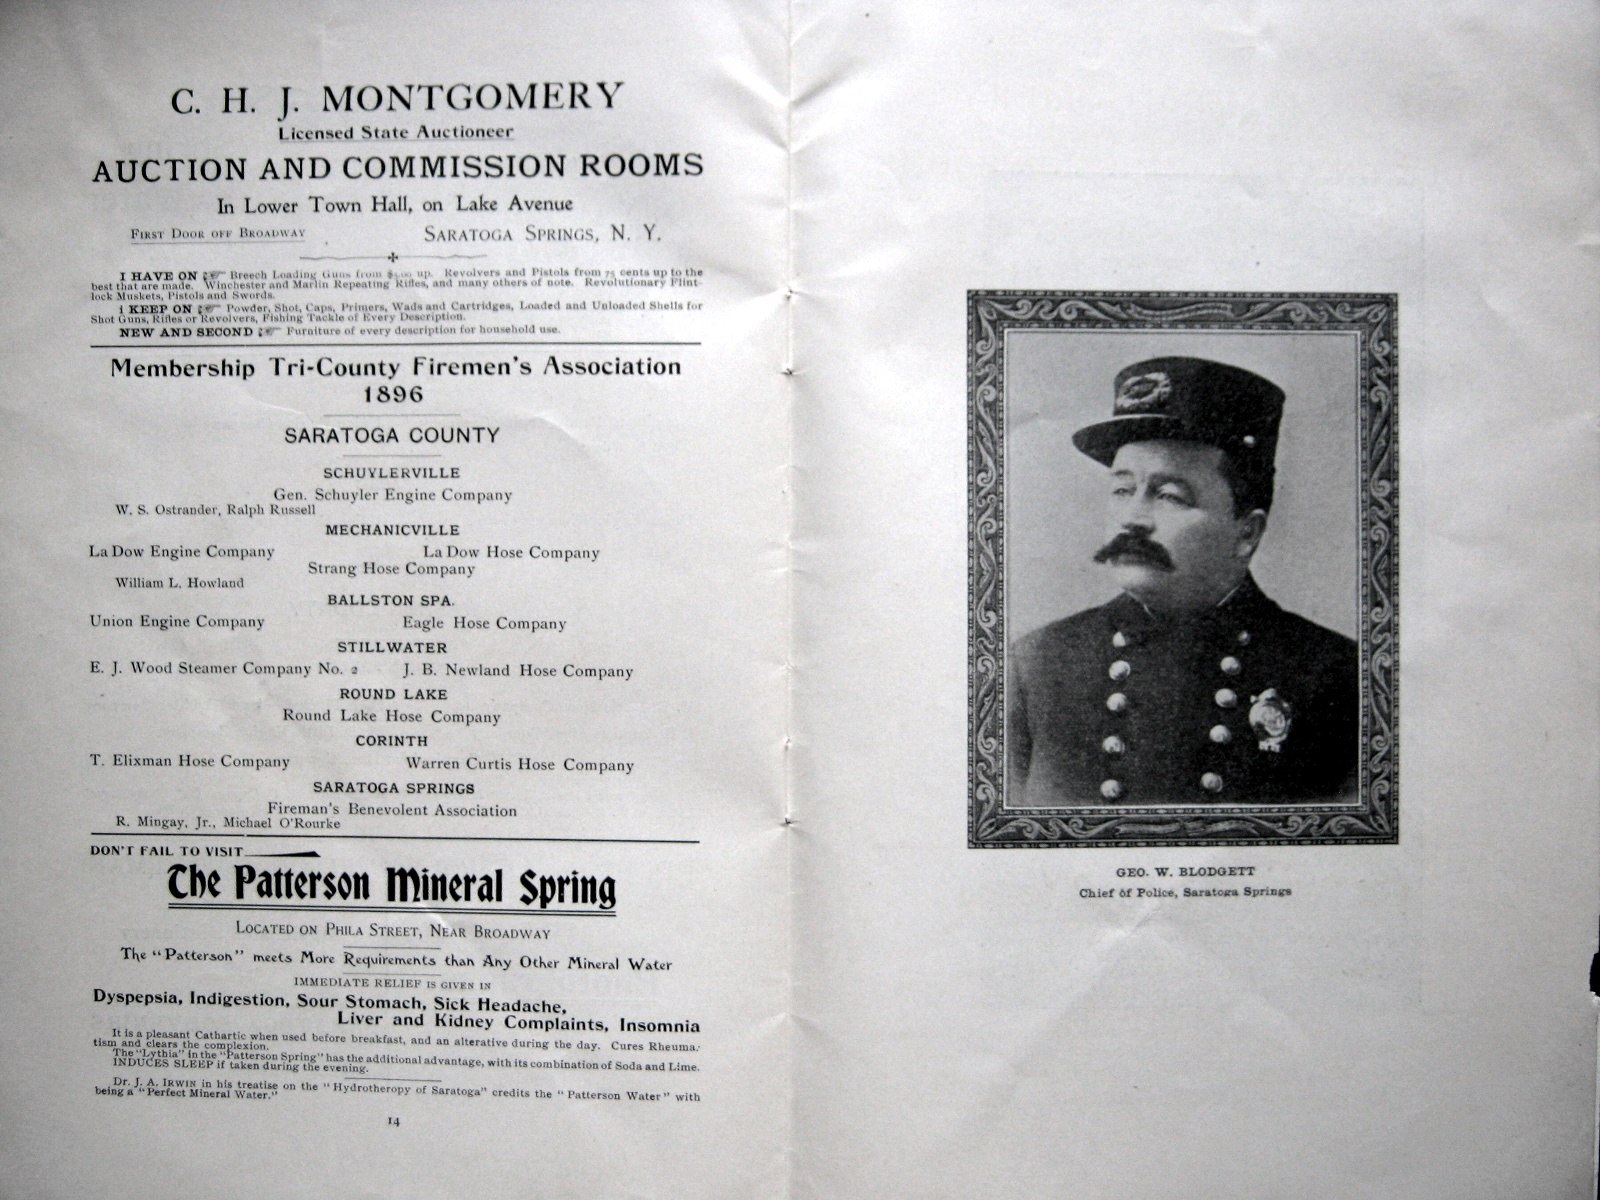 C. H. J. MONTGOMERY
Licensed State Auctioneer
AUCTION AND COMMISSION ROOMS
In Lower Town Hall, on Lake Avenue
FIRST DOOR OFF BROADWAY SARATOGA SPRINGS, N. Y.
I HAVE ON Breech Loading Guns from up. Revolvers and Pistols from 75 cents up to the
best that are made. Winchester and Marlin Repeating Rifles, and many others of note. Revolutionary Flint-
lock Muskets, Pistols and Swords.
I KEEP ON Powder, Shot, Caps, Primers, Wads and Cartridges, Loaded and Unloaded Shells for
Shot Guns, Rifles or Revolvers, Fishing Tackle of Every Description.
NEW AND SECOND Furniture of every description for household use.
Membership Tri-County Firemen's Association
1896
SARATOGA COUNTY
SCHUYLERVILLE
Gen. Schuyler Engine Company
W. S. Ostrander, Ralph Russell
MECHANICVILLE
La Dow Engine Company La Dow Hose Company
Strang Hose Company
William L. Howland
BALLSTON SPA.
Union Engine Company Eagle Hose Company
STILLWATER
E. J. Wood Steamer Company No. 2 J. B. Newland Hose Company
ROUND LAKE
Round Lake Hose Company
CORINTH
T. Elixman Hose Company Warren Curtis Hose Company
SARATOGA SPRINGS
Fireman's Benevolent Association
R. Mingay, Jr., Michael O'Rourke
DON'T FAIL TO VISIT
The Patterson Mineral Spring
LOCATED ON PHILA STREET, NEAR BROADWAY
The "Patterson" meets More Requirements than Any Other Mineral Water
IMMEDIATE RELIEF IS GIVEN IN
Dyspepsia, Indigestion, Sour Stomach, Sick Headache,
Liver and Kidney Complaints, Insomnia
It is a pleasant Cathartic when used before breakfast, and an alterative during the day. Cures Rheuma-
tism and clears the complexion.
The "Lythia" in the "Patterson Spring" has the additional advantage, with its combination of Soda and Lime.
INDUCES SLEEP if taken during the evening.
Dr. J. A. IRWIN in his treatise on the "Hydrotheropy of Saratoga" credits the "Patterson Water" with
being a "Perfect Mineral Water."
14
GEO. W. BLODGETT
Chief of Police, Saratoga Springs